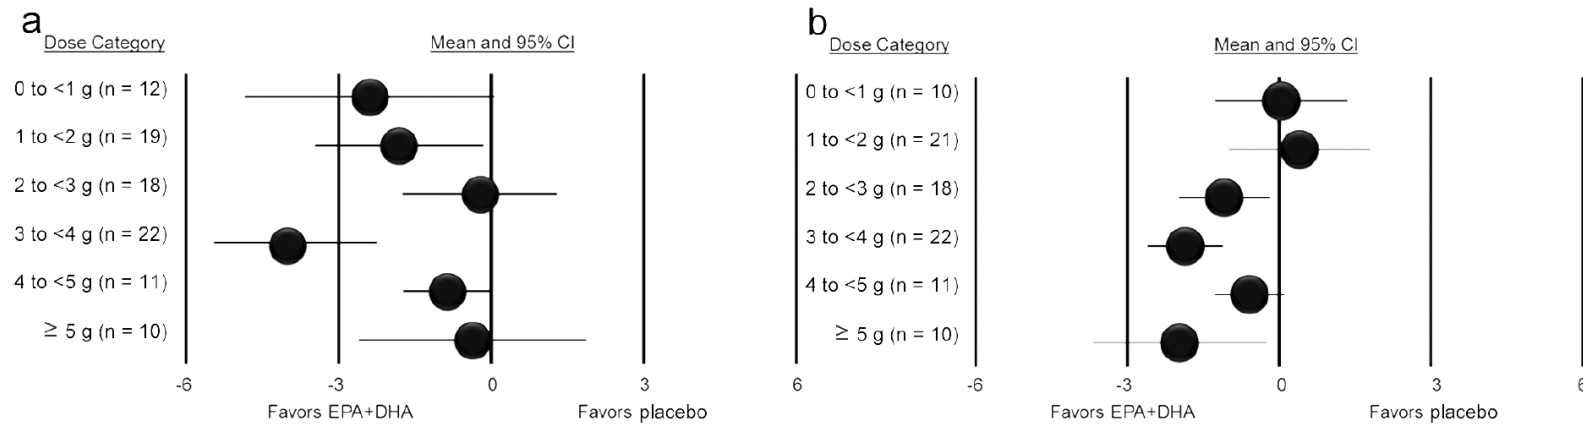 a
Dose Category
Mean and 95% CI
0 to <1 g (n = 12)
1 to <2 g (n = 19)
2 to <3 g (n = 18)
3 to <4 g (n = 22)
4 to <5 g (n = 11)
≥ 5 g (n = 10)
-6
-3
0
3
6
Favors EPA+DHA
Favors placebo
b
Dose Category
Mean and 95% CI
0 to <1 g (n = 10)
1 to <2 g (n = 21)
2 to <3 g (n = 18)
3 to <4 g (n = 22)
4 to <5 g (n = 11)
≥ 5 g (n = 10)
-6
-3
0
3
6
Favors EPA+DHA
Favors placebo